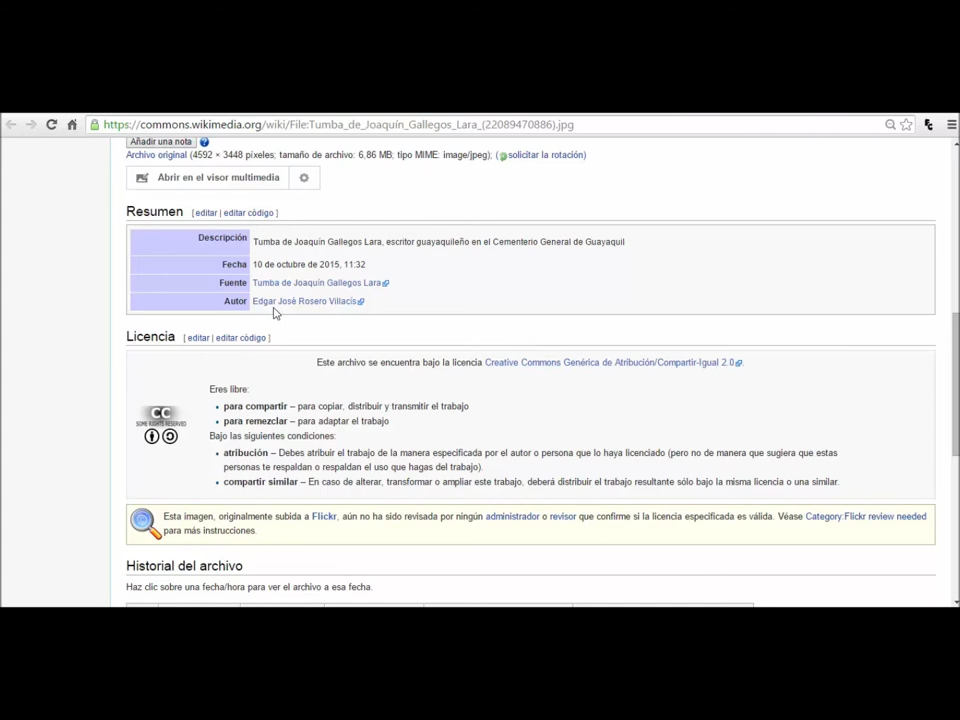 https://commons.wikimedia.org/wiki/File:Tumba_de_Joaquín_Gallegos_Lara_(22089470886).jpg
Añadir una nota
Archivo original (4592 × 3448 píxeles; tamaño de archivo: 6,86 MB; tipo MIME: image/jpeg); (solicitar la rotación)
Abrir en el visor multimedia
Resumen [ editar | editar código ]
Descripción Tumba de Joaquín Gallegos Lara, escritor guayaquileño en el Cementerio General de Guayaquil
Fecha 10 de octubre de 2015, 11:32
Fuente Tumba de Joaquín Gallegos Lara
Autor Edgar José Rosero Villacís
Licencia [ editar | editar código ]
Este archivo se encuentra bajo la licencia Creative Commons Genérica de Atribución/Compartir-Igual 2.0.
Eres libre:
para compartir – para copiar, distribuir y transmitir el trabajo
para remezclar – para adaptar el trabajo
CC
SOME RIGHTS RESERVED
Bajo las siguientes condiciones:
atribución – Debes atribuir el trabajo de la manera especificada por el autor o persona que lo haya licenciado (pero no de manera que sugiera que estas
personas te respaldan o respaldan el uso que hagas del trabajo).
compartir similar – En caso de alterar, transformar o ampliar este trabajo, deberá distribuir el trabajo resultante sólo bajo la misma licencia o una similar.
Esta imagen, originalmente subida a Flickr, aún no ha sido revisada por ningún administrador o revisor que confirme si la licencia especificada es válida. Véase Category:Flickr review needed
para más instrucciones.
Historial del archivo
Haz clic sobre una fecha/hora para ver el archivo a esa fecha.